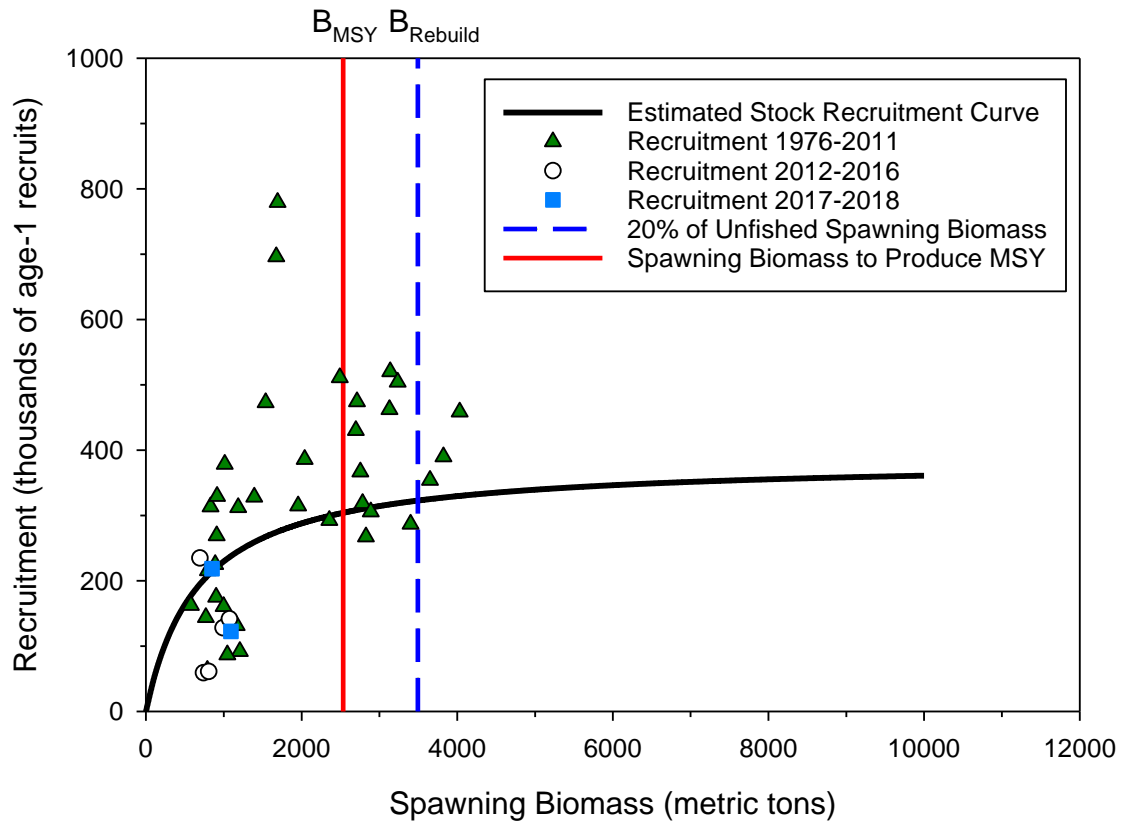 B_MSY B_Rebuild
1000
800
600
400
200
0
Recruitment (thousands of age-1 recruits)
Estimated Stock Recruitment Curve
Recruitment 1976-2011
Recruitment 2012-2016
Recruitment 2017-2018
20% of Unfished Spawning Biomass
Spawning Biomass to Produce MSY
0 2000 4000 6000 8000 10000 12000
Spawning Biomass (metric tons)